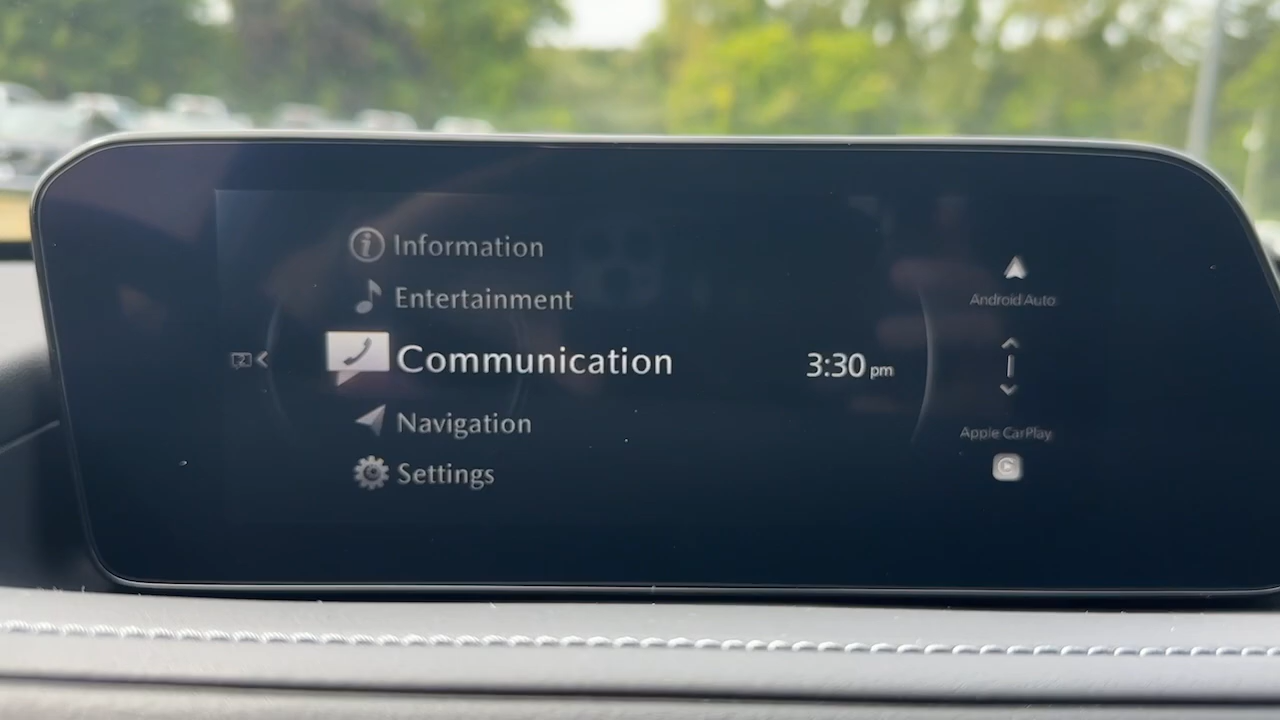 Information
Entertainment
Communication
3:30 pm
Navigation
Settings
Android Auto
Apple CarPlay